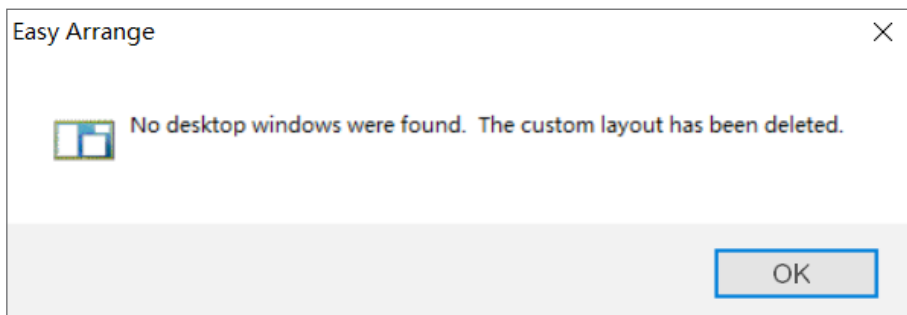 Easy Arrange
No desktop windows were found.  The custom layout has been deleted.
OK